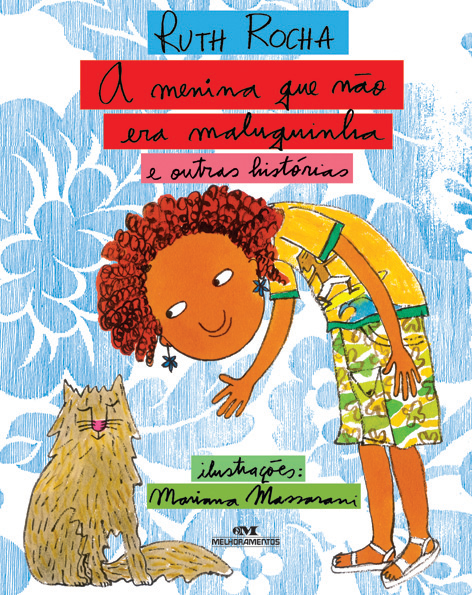 RUTH ROCHA
A menina que não
era maluquinha
e outras histórias
ilustrações:
Mariana Massarani
MELHORAMENTOS